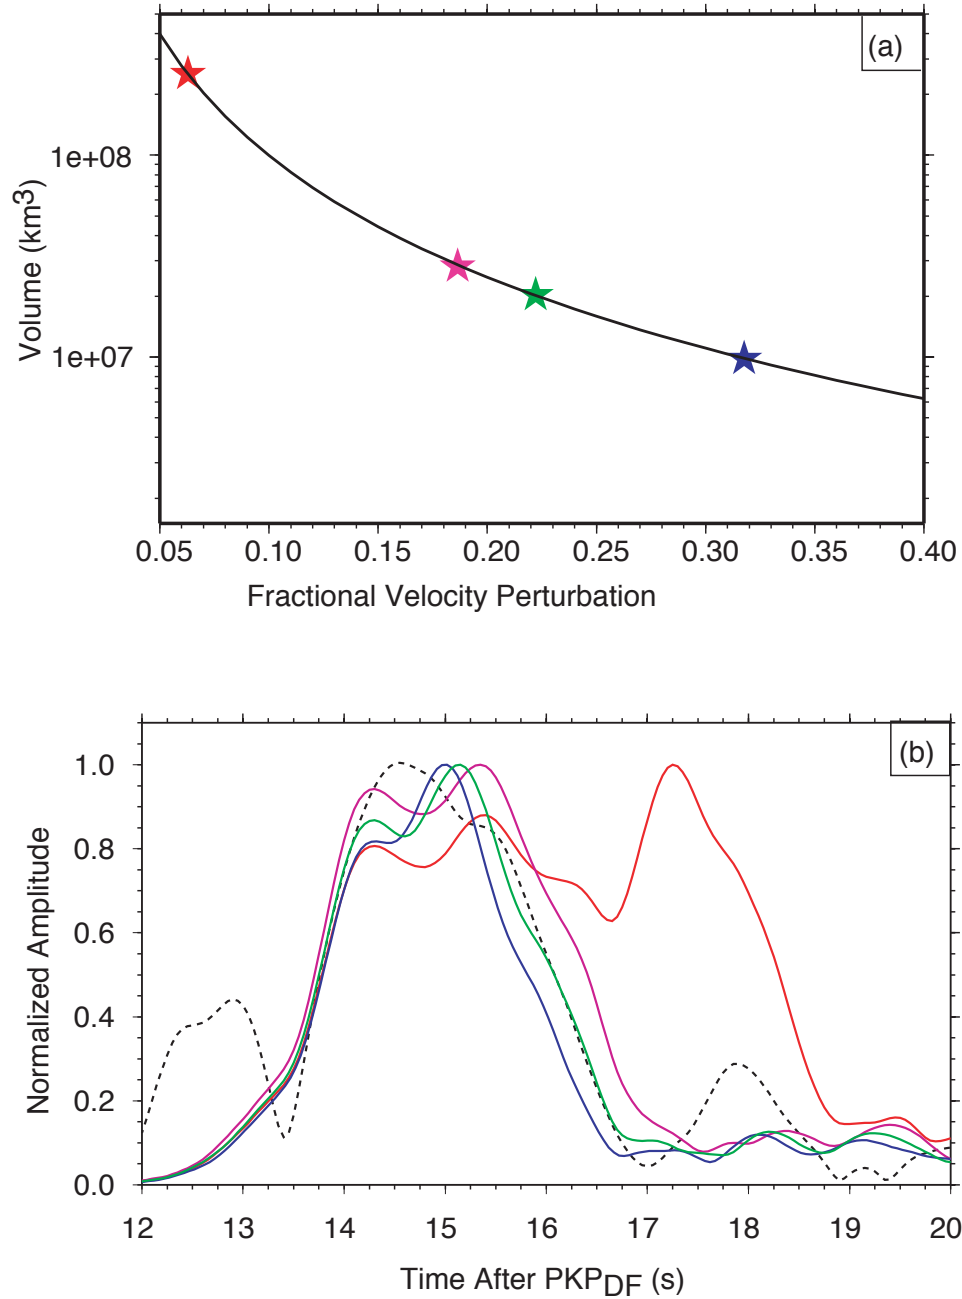 (a)
1e+08
1e+07
Volume (km3)
0.05 0.10 0.15 0.20 0.25 0.30 0.35 0.40
Fractional Velocity Perturbation
(b)
1.0
0.8
0.6
0.4
0.2
0.0
Normalized Amplitude
12 13 14 15 16 17 18 19 20
Time After PKPDF (s)